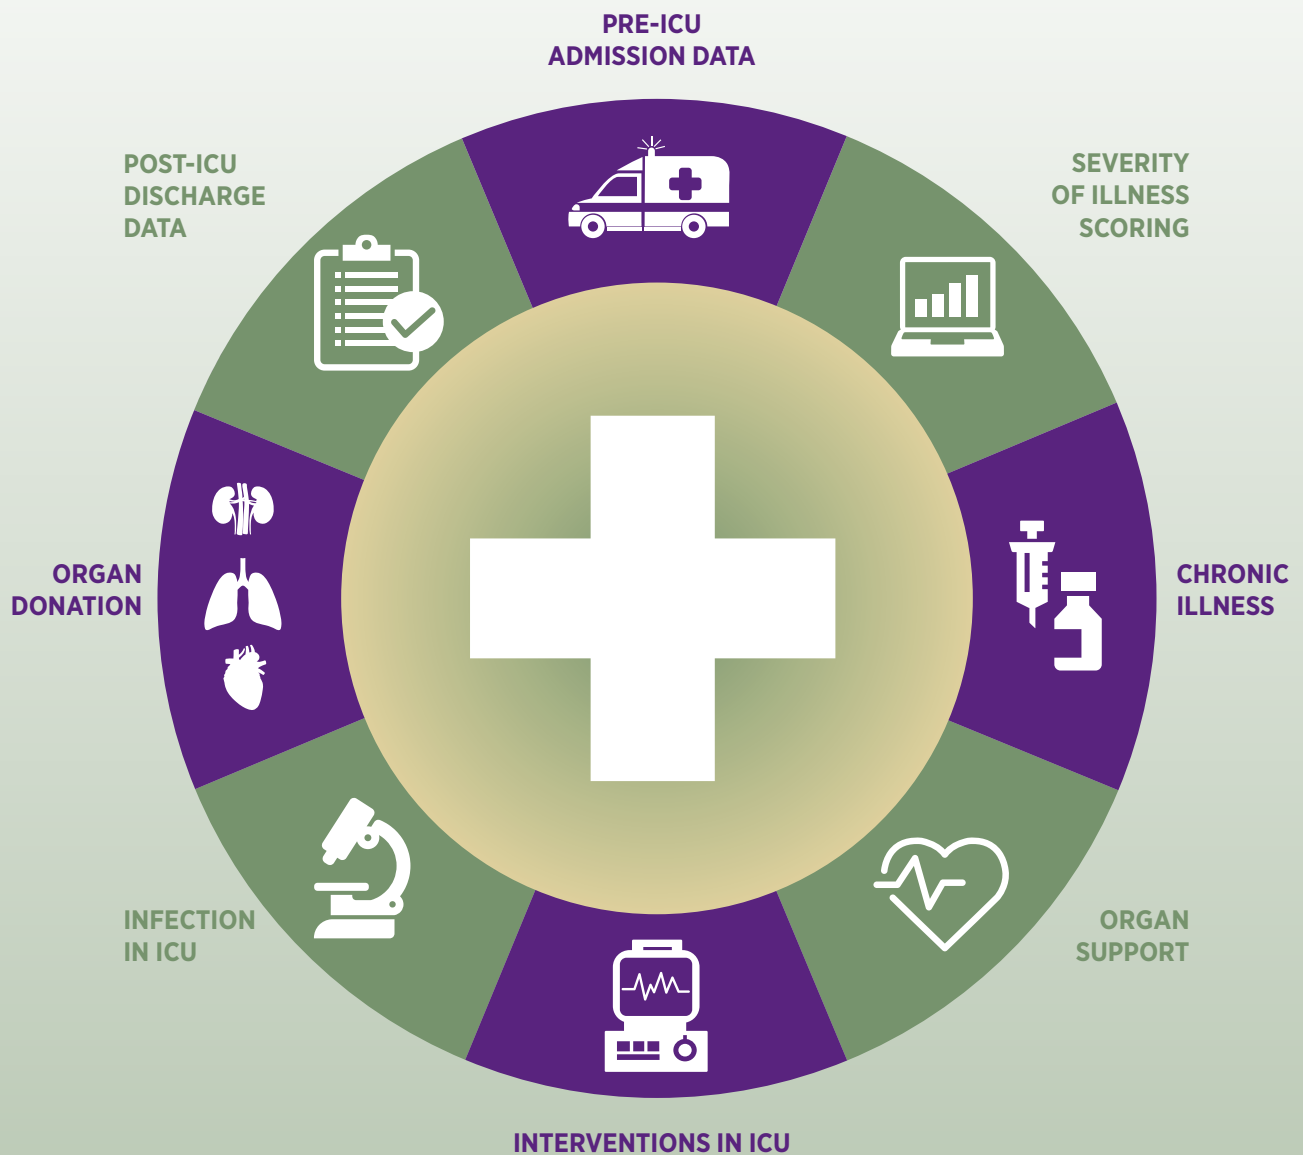 PRE-ICU
ADMISSION DATA
SEVERITY
OF ILLNESS
SCORING
CHRONIC
ILLNESS
ORGAN
SUPPORT
INTERVENTIONS IN ICU
INFECTION
IN ICU
ORGAN
DONATION
POST-ICU
DISCHARGE
DATA